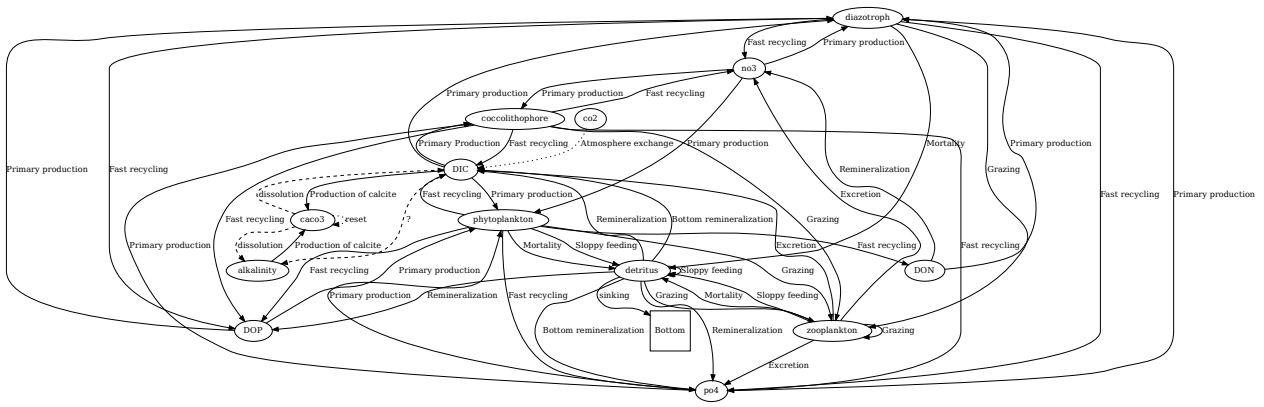 diazotroph
Fast recycling Primary production
no3
Primary production Primary production Fast recycling
coccolithophore co2
Primary Production Fast recycling Atmosphere exchange Primary production Mortality Primary production
DIC
Primary production Fast recycling Remineralization Grazing Fast recycling Primary production
dissolution Production of calcite Fast recycling Primary production Excretion
caco3 reset phytoplankton
Fast recycling ? Remineralization Bottom remineralization Grazing
dissolution Production of calcite Mortality Sloppy feeding Excretion Fast recycling Fast recycling
Primary production
alkalinity Fast recycling Primary production detritus Sloppy feeding Grazing DON
Primary production Remineralization Fast recycling sinking Grazing Mortality Sloppy feeding
DOP Bottom remineralization Bottom Remineralization zooplankton Grazing
Excretion
po4